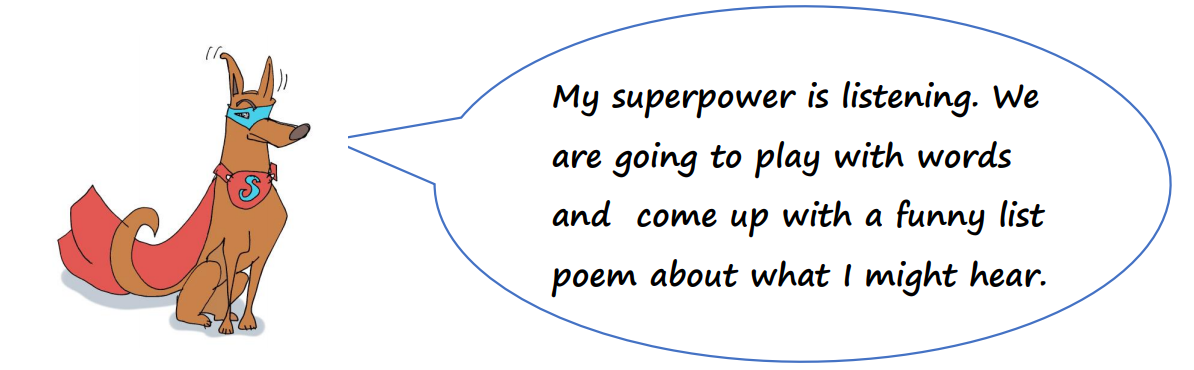 S
My superpower is listening. We
are going to play with words
and  come up with a funny list
poem about what I might hear.